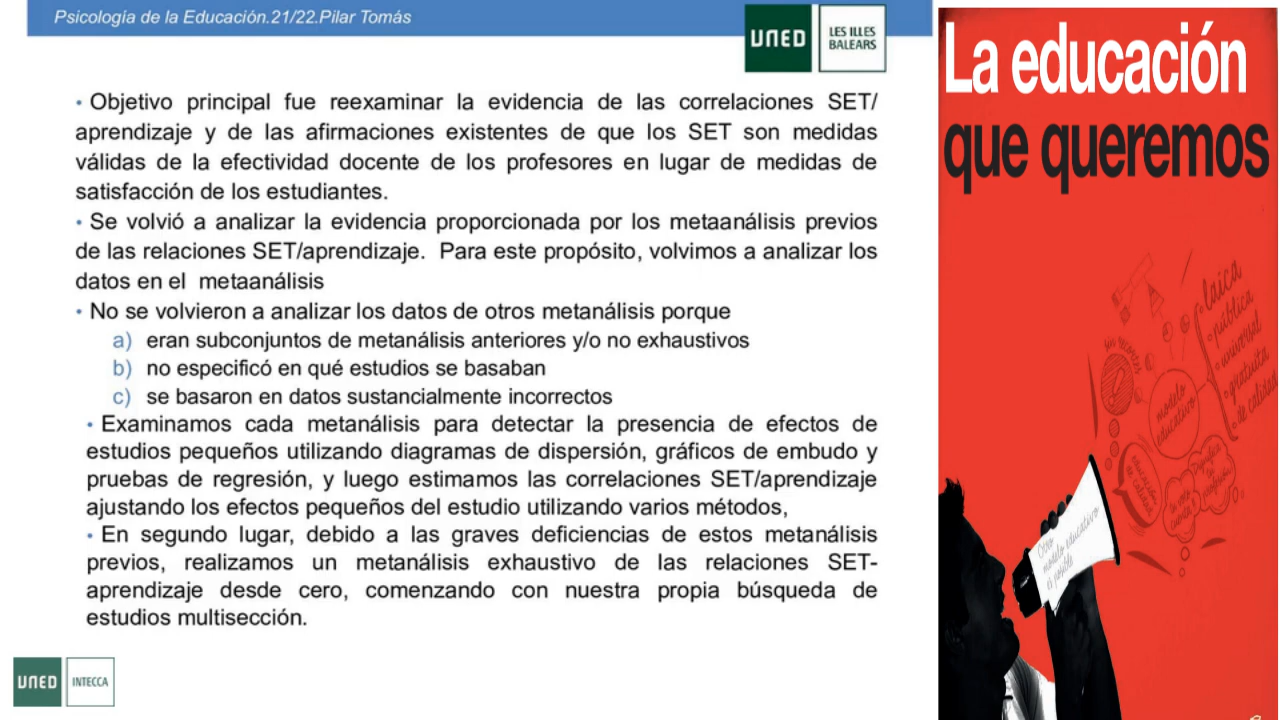 Psicología de la Educación.21/22.Pilar Tomás
UNED
LES ILLES
BALEARS
• Objetivo principal fue reexaminar la evidencia de las correlaciones SET/
aprendizaje y de las afirmaciones existentes de que los SET son medidas
válidas de la efectividad docente de los profesores en lugar de medidas de
satisfacción de los estudiantes.
• Se volvió a analizar la evidencia proporcionada por los metaanálisis previos
de las relaciones SET/aprendizaje. Para este propósito, volvimos a analizar los
datos en el metaanálisis
• No se volvieron a analizar los datos de otros metanálisis porque
a) eran subconjuntos de metanálisis anteriores y/o no exhaustivos
b) no especificó en qué estudios se basaban
c) se basaron en datos sustancialmente incorrectos
• Examinamos cada metanálisis para detectar la presencia de efectos de
estudios pequeños utilizando diagramas de dispersión, gráficos de embudo y
pruebas de regresión, y luego estimamos las correlaciones SET/aprendizaje
ajustando los efectos pequeños del estudio utilizando varios métodos,
• En segundo lugar, debido a las graves deficiencias de estos metanálisis
previos, realizamos un metanálisis exhaustivo de las relaciones SET-
aprendizaje desde cero, comenzando con nuestra propia búsqueda de
estudios multisección.
UNED
INTECCA
La educación
que queremos
laica
pública
universal
gratuita
de calidad
sin recortes
modelo
educativo
Otro
modelo educativo
es posible